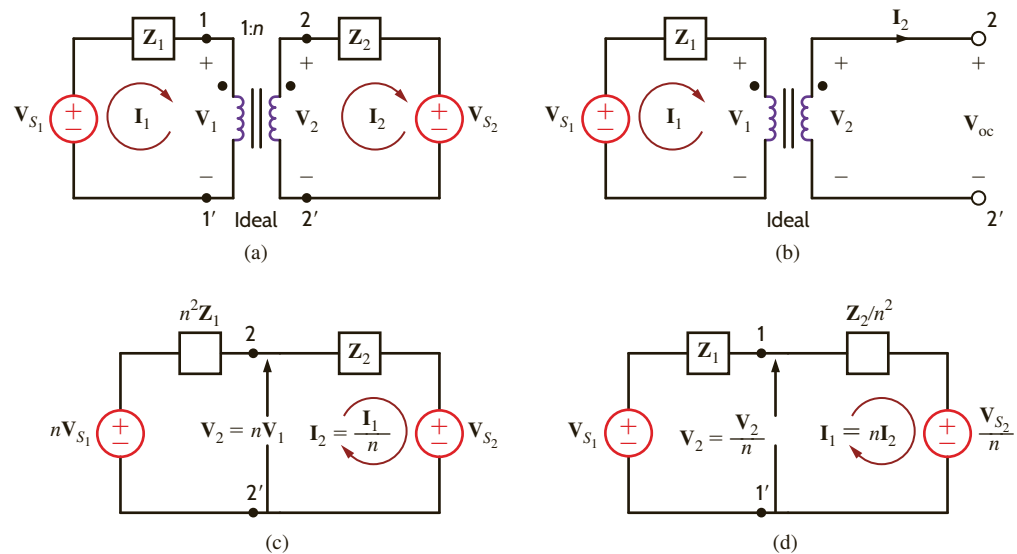 1 1:n 2
Z1 Z2
+ +
VS1 + − I1 V1 V2 I2 + − VS2
− −
1′ 2′
Ideal
(a)
I2 2
Z1
+ + +
VS1 + − I1 V1 V2 Voc
− − −
2′
Ideal
(b)
n²Z1
2 Z2
nVS1 + − V2 = nV1 I2 = I1/n + − VS2
2′
(c)
Z2/n²
Z1 1
VS1 + − V2 = V2/n I1 = nI2 + − VS2/n
1′
(d)